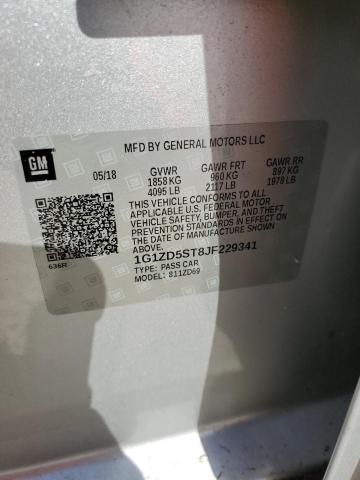 GM
MFD BY GENERAL MOTORS LLC
05/18 GVWR GAWR FRT GAWR RR
1858 KG 960 KG 897 KG
4095 LB 2117 LB 1978 LB
THIS VEHICLE CONFORMS TO ALL
APPLICABLE U.S. FEDERAL MOTOR
VEHICLE SAFETY, BUMPER, AND THEFT
PREVENTION STANDARDS IN EFFECT ON
THE DATE OF MANUFACTURE SHOWN ABOVE.
1G1ZD5ST8JF229341
TYPE: PASS CAR
MODEL: 811ZD69
636R